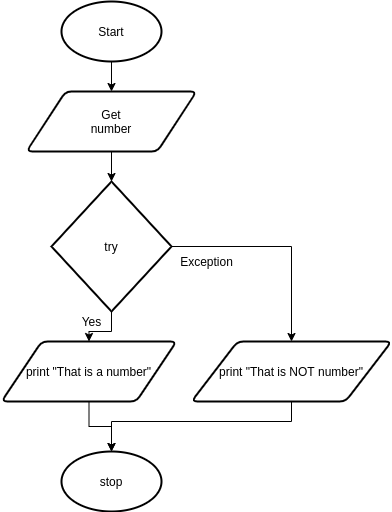 Start
Get
number
try
Exception
Yes
print "That is a number"
print "That is NOT number"
stop